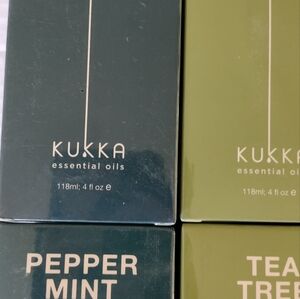 KUKKA
essential oils
118ml; 4 fl oz ℮
KUKKA
essential oils
118ml; 4 fl oz ℮
PEPPER
MINT
TEA
TREE